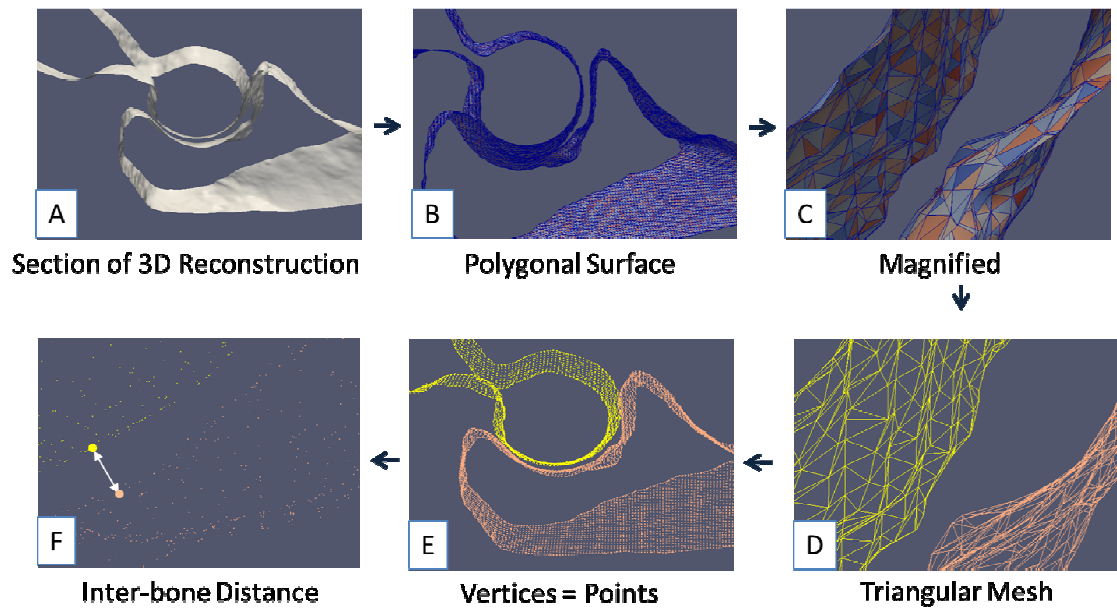 A
B
C
Section of 3D Reconstruction
Polygonal Surface
Magnified
F
E
D
Inter-bone Distance
Vertices = Points
Triangular Mesh